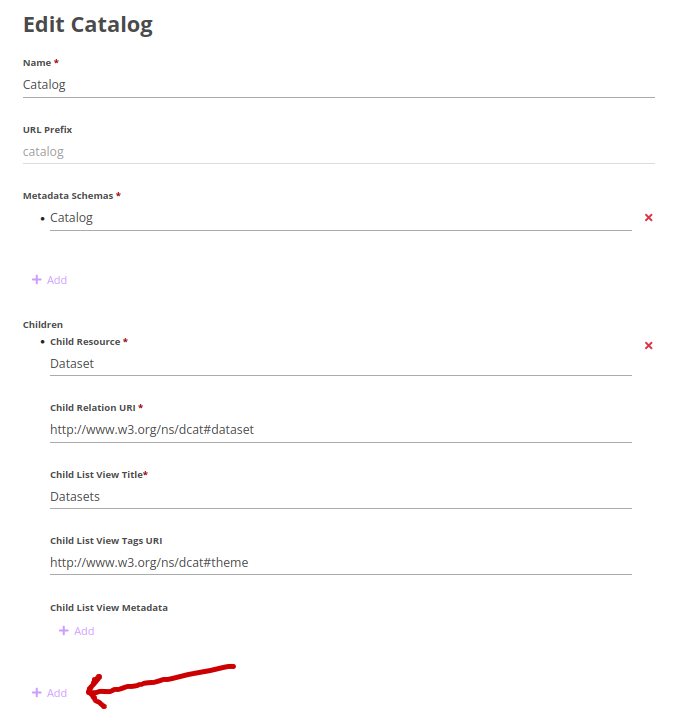 Edit Catalog
Name *
Catalog
URL Prefix
catalog
Metadata Schemas *
• Catalog ×
+ Add
Children
• Child Resource * ×
Dataset
Child Relation URI *
http://www.w3.org/ns/dcat#dataset
Child List View Title*
Datasets
Child List View Tags URI
http://www.w3.org/ns/dcat#theme
Child List View Metadata
+ Add
+ Add